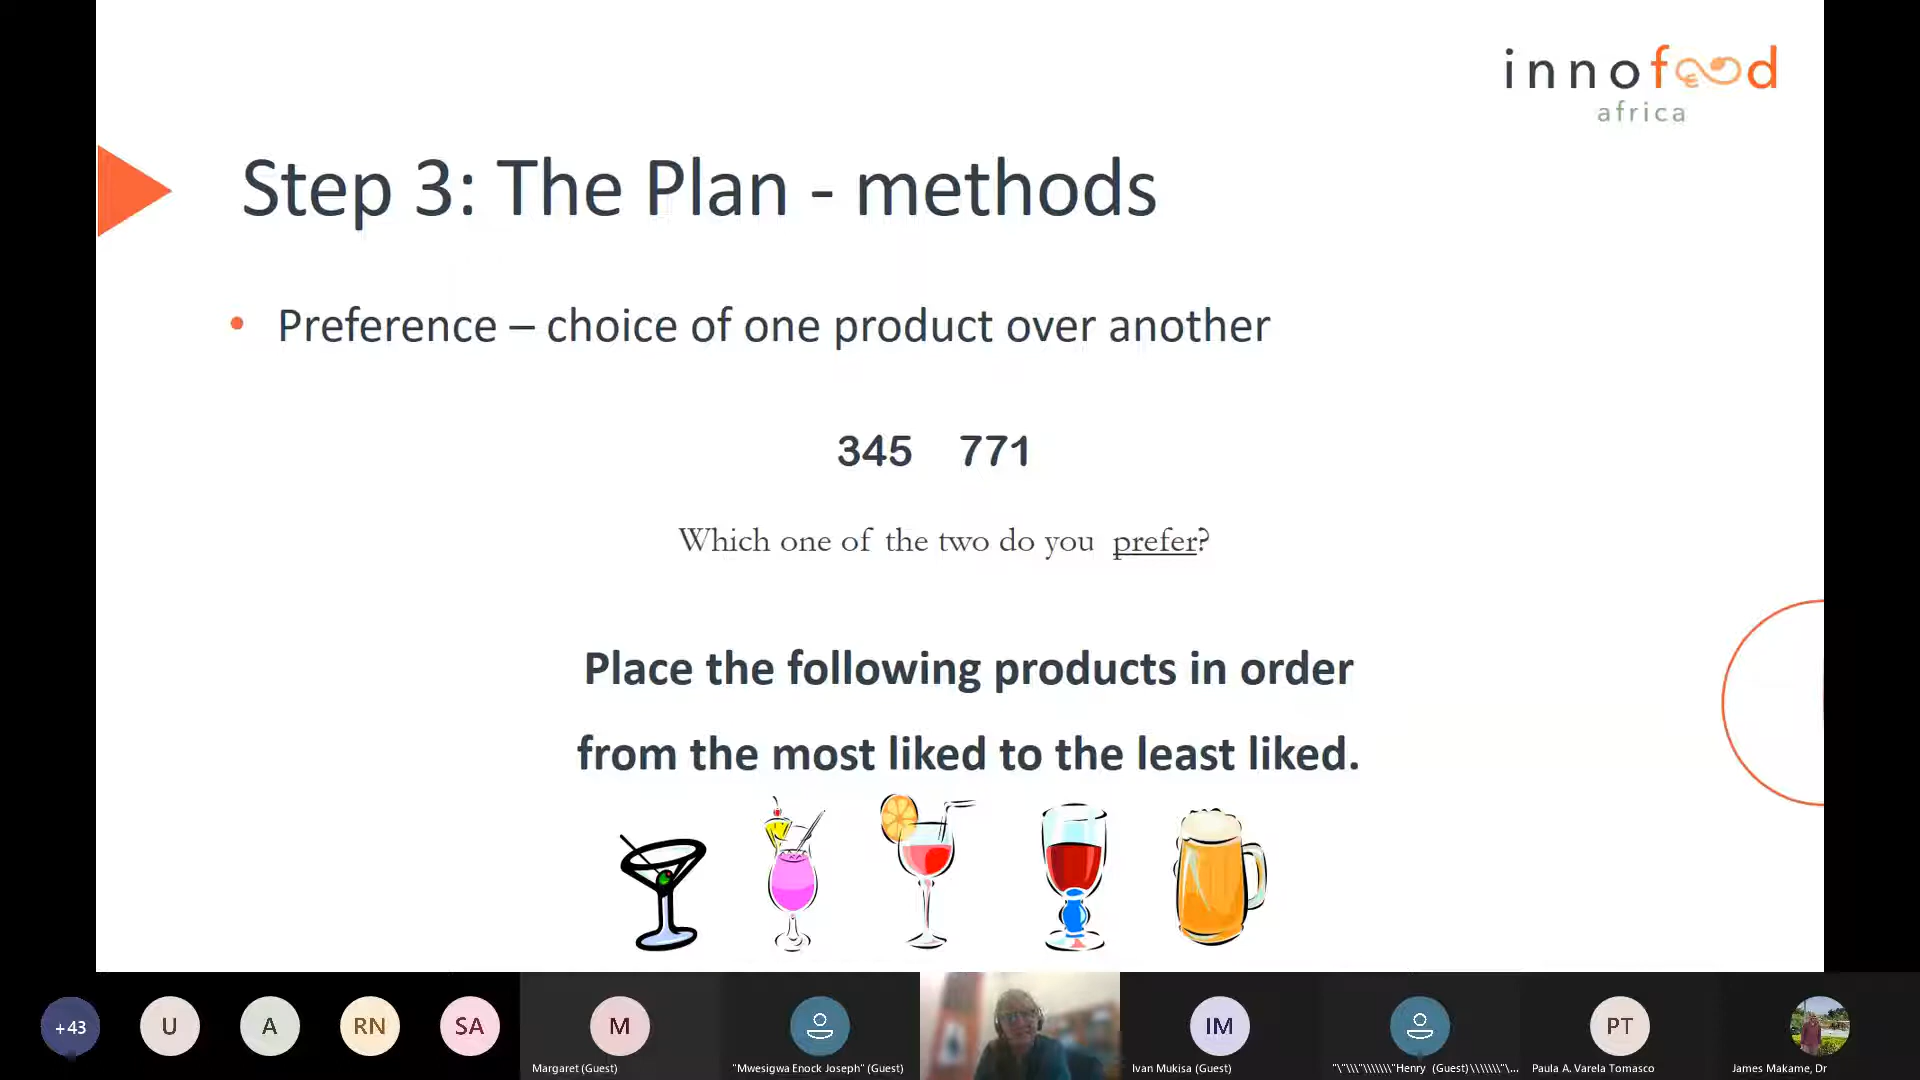 innofood
africa
Step 3: The Plan - methods
• Preference – choice of one product over another
345 771
Which one of the two do you prefer?
Place the following products in order
from the most liked to the least liked.
+43
U
A
RN
SA
M
IM
PT
Margaret (Guest)
"Mwesigwa Enock Joseph" (Guest)
Ivan Mukisa (Guest)
"\"\\\"\\\\\\\"Henry (Guest)\\\\\\\"\...
Paula A. Varela Tomasco
James Makame, Dr